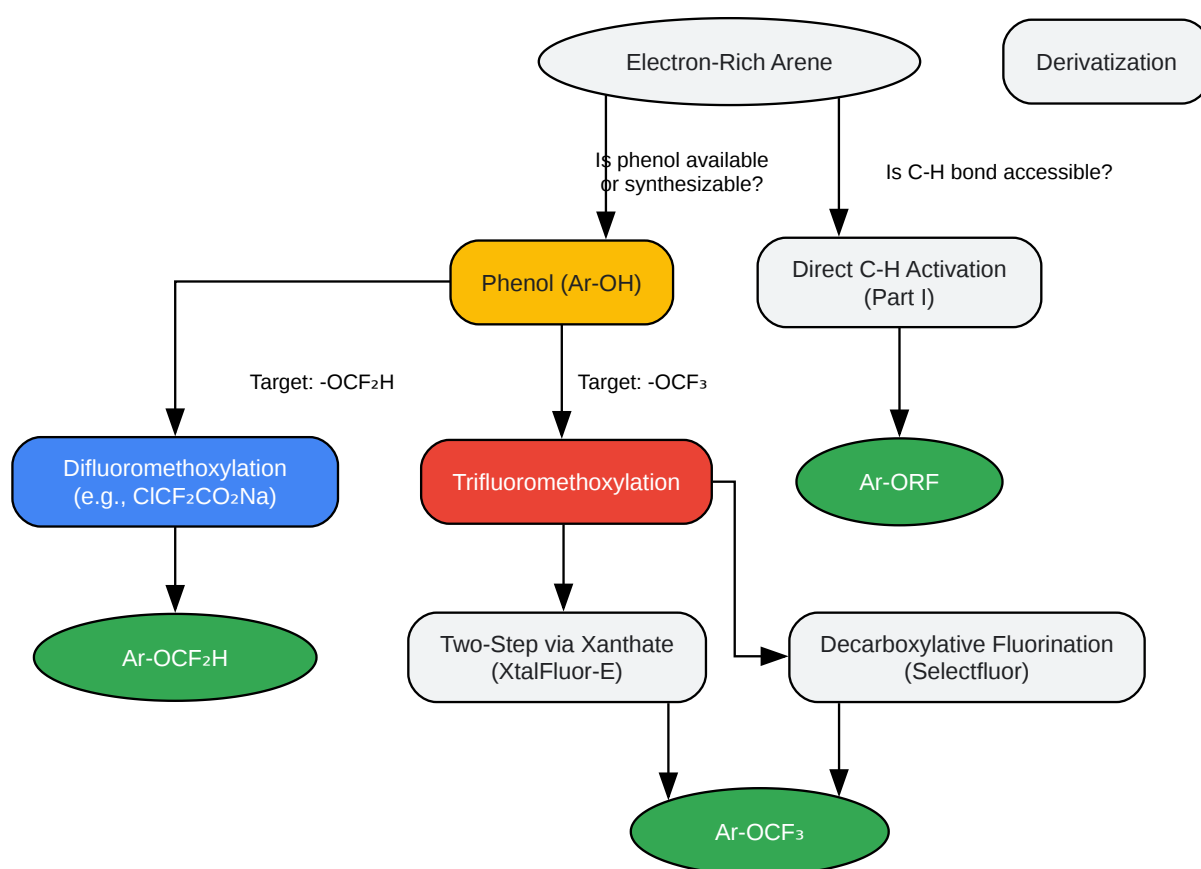 Electron-Rich Arene
Derivatization
Is phenol available
or synthesizable?
Is C-H bond accessible?
Phenol (Ar-OH)
Direct C-H Activation
(Part I)
Target: -OCF₂H
Target: -OCF₃
Difluoromethoxylation
(e.g., ClCF₂CO₂Na)
Trifluoromethoxylation
Ar-ORF
Ar-OCF₂H
Two-Step via Xanthate
(XtalFluor-E)
Decarboxylative Fluorination
(Selectfluor)
Ar-OCF₃